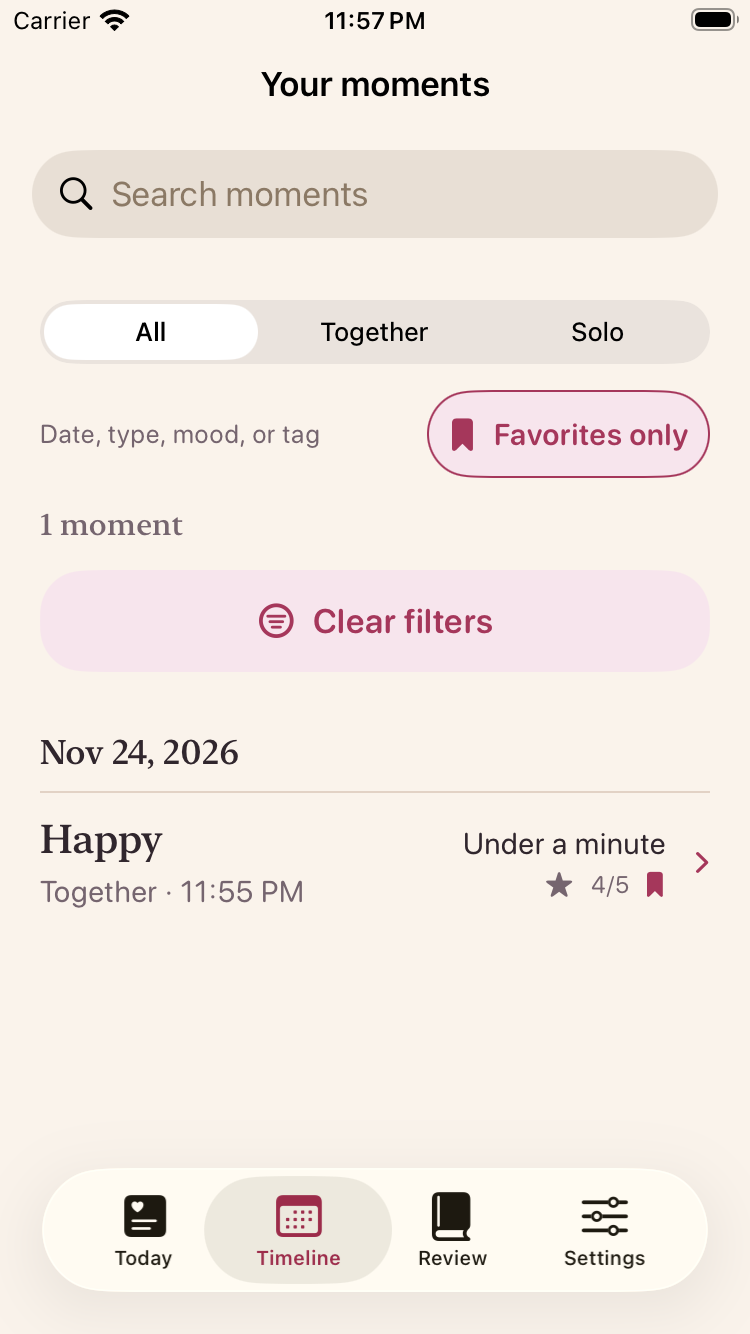 Carrier 11:57 PM
Your moments
Search moments
All Together Solo
Date, type, mood, or tag Favorites only
1 moment
Clear filters
Nov 24, 2026
Happy Under a minute
Together · 11:55 PM 4/5
Today Timeline Review Settings